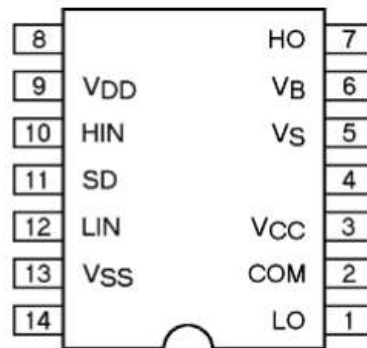 8 HO 7
9 VDD VB 6
10 HIN VS 5
11 SD 4
12 LIN VCC 3
13 VSS COM 2
14 LO 1